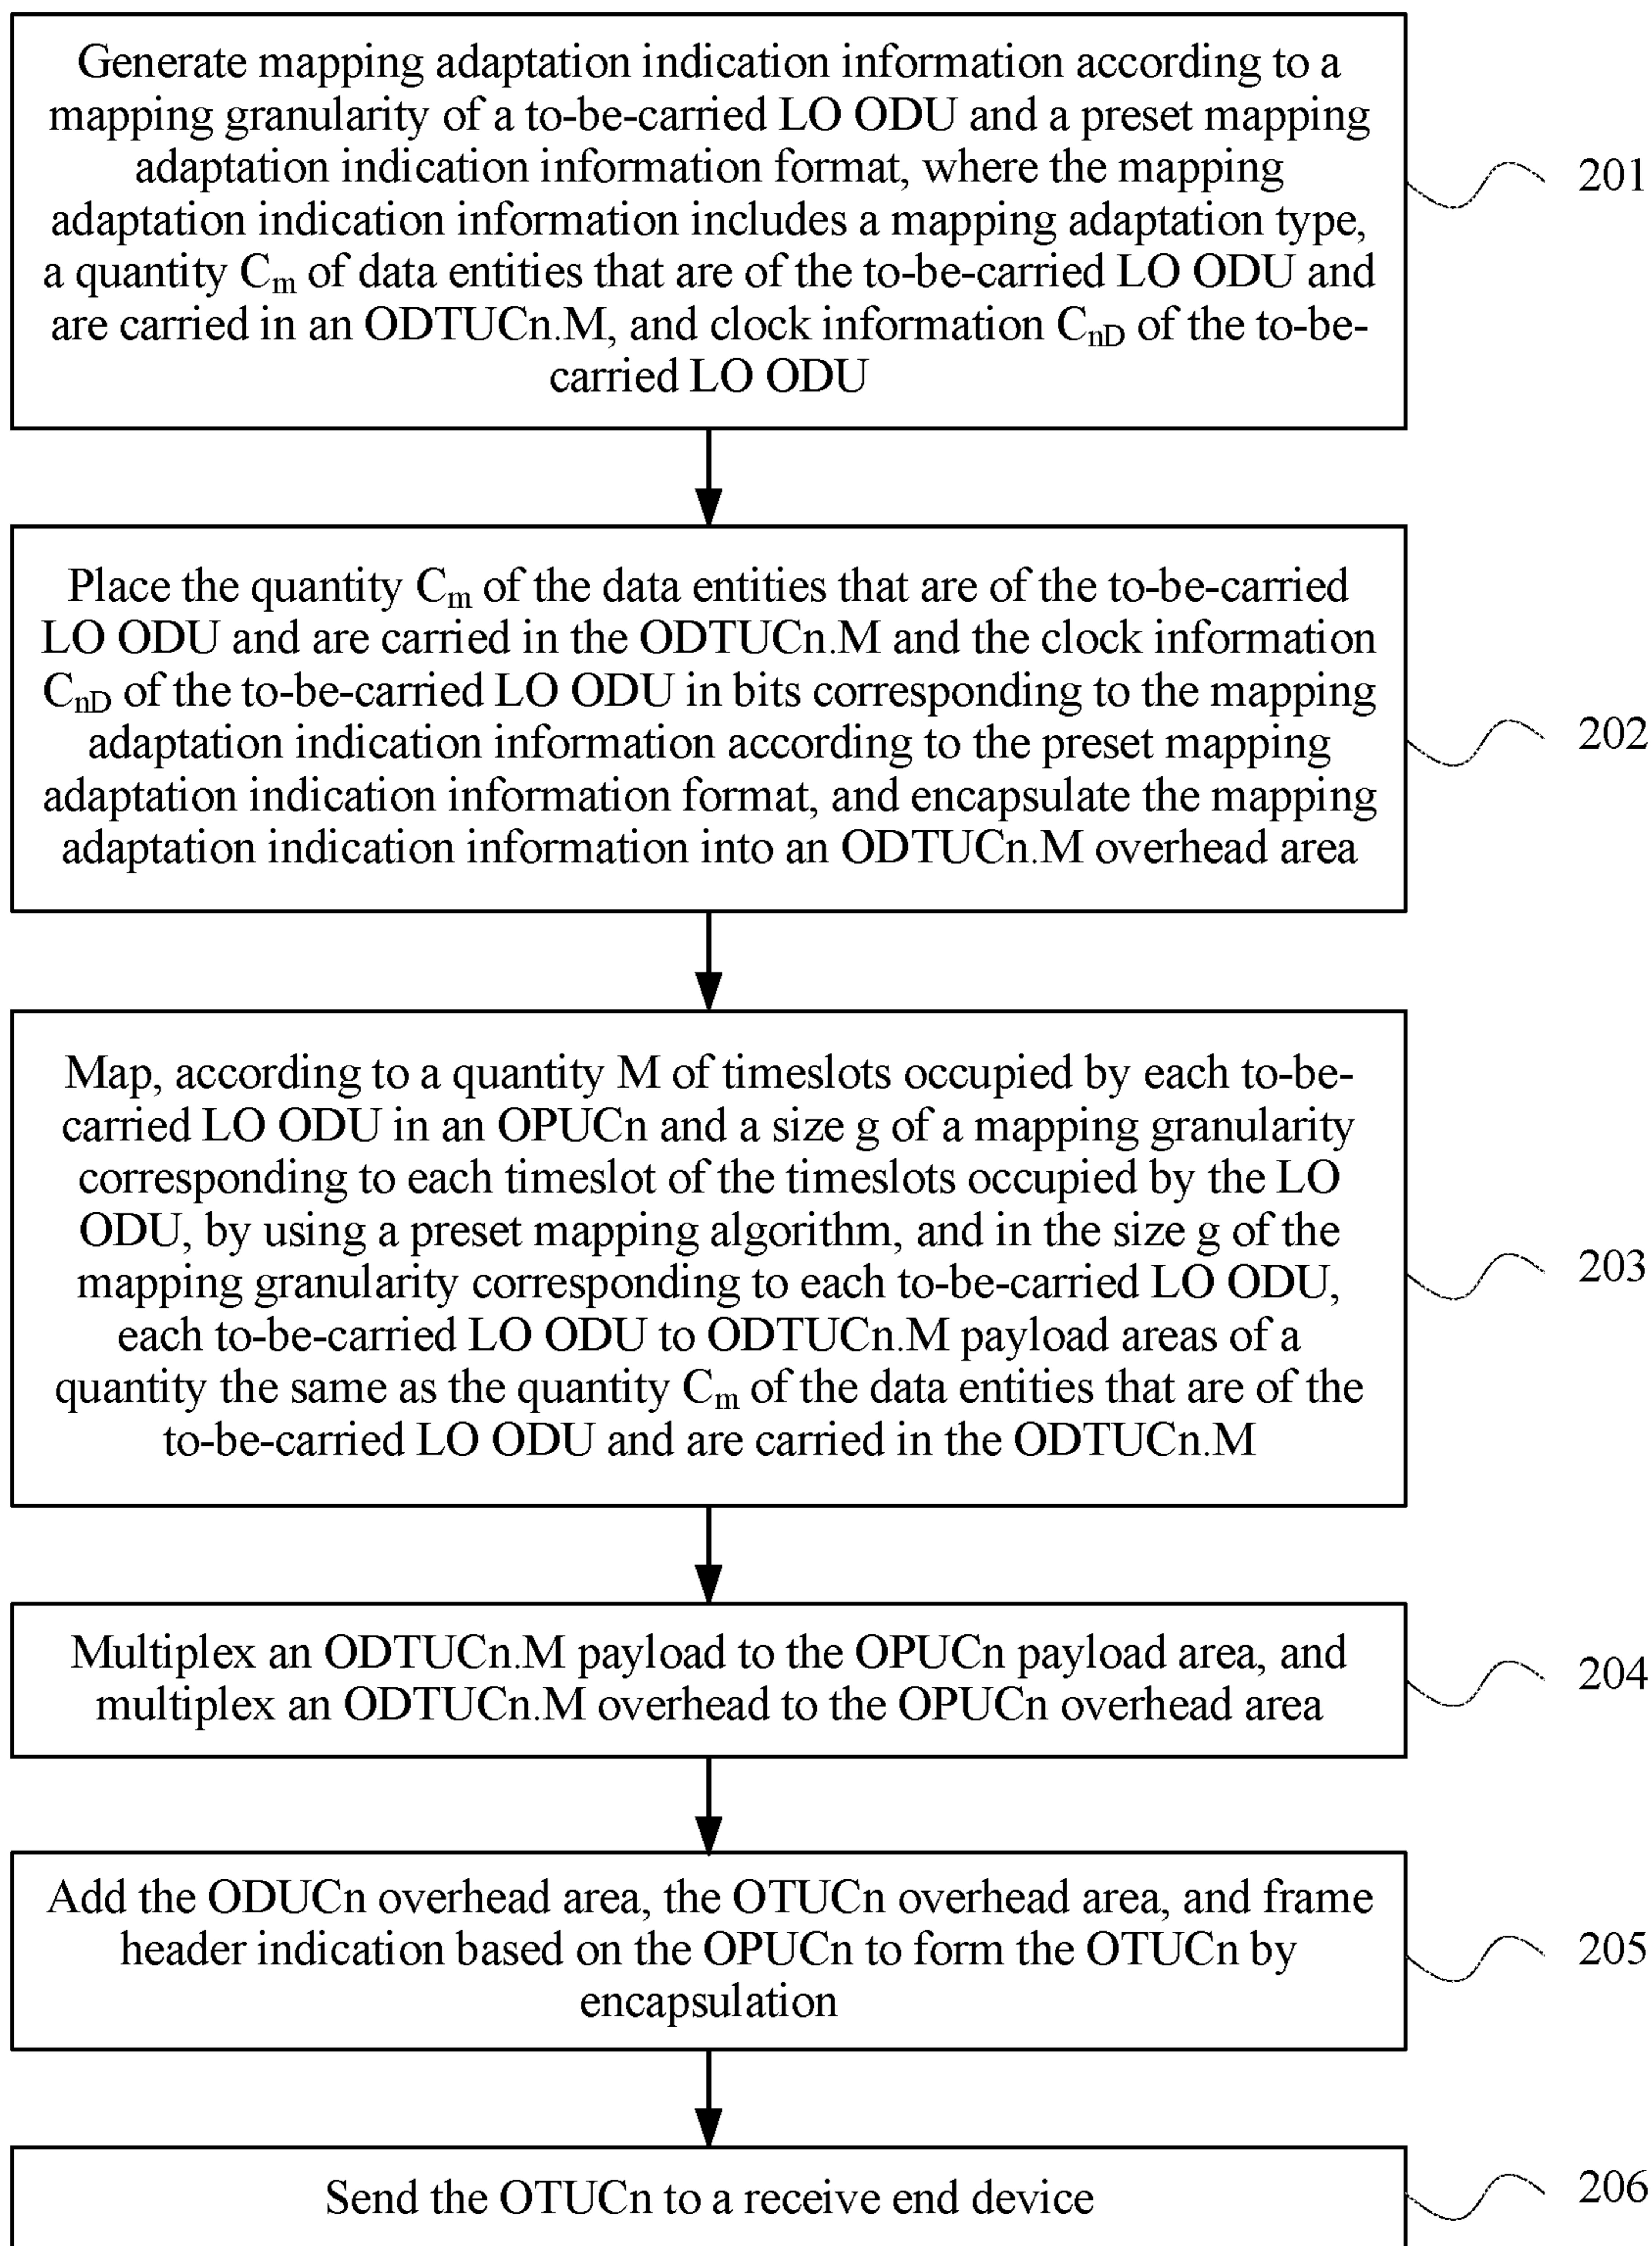 Generate mapping adaptation indication information according to a
mapping granularity of a to-be-carried LO ODU and a preset mapping
adaptation indication information format, where the mapping
adaptation indication information includes a mapping adaptation type,
a quantity Cm of data entities that are of the to-be-carried LO ODU and
are carried in an ODTUCn.M, and clock information CnD of the to-be-
carried LO ODU
201
Place the quantity Cm of the data entities that are of the to-be-carried
LO ODU and are carried in the ODTUCn.M and the clock information
CnD of the to-be-carried LO ODU in bits corresponding to the mapping
adaptation indication information according to the preset mapping
adaptation indication information format, and encapsulate the mapping
adaptation indication information into an ODTUCn.M overhead area
202
Map, according to a quantity M of timeslots occupied by each to-be-
carried LO ODU in an OPUCn and a size g of a mapping granularity
corresponding to each timeslot of the timeslots occupied by the LO
ODU, by using a preset mapping algorithm, and in the size g of the
mapping granularity corresponding to each to-be-carried LO ODU,
each to-be-carried LO ODU to ODTUCn.M payload areas of a
quantity the same as the quantity Cm of the data entities that are of the
to-be-carried LO ODU and are carried in the ODTUCn.M
203
Multiplex an ODTUCn.M payload to the OPUCn payload area, and
multiplex an ODTUCn.M overhead to the OPUCn overhead area
204
Add the ODUCn overhead area, the OTUCn overhead area, and frame
header indication based on the OPUCn to form the OTUCn by
encapsulation
205
Send the OTUCn to a receive end device
206